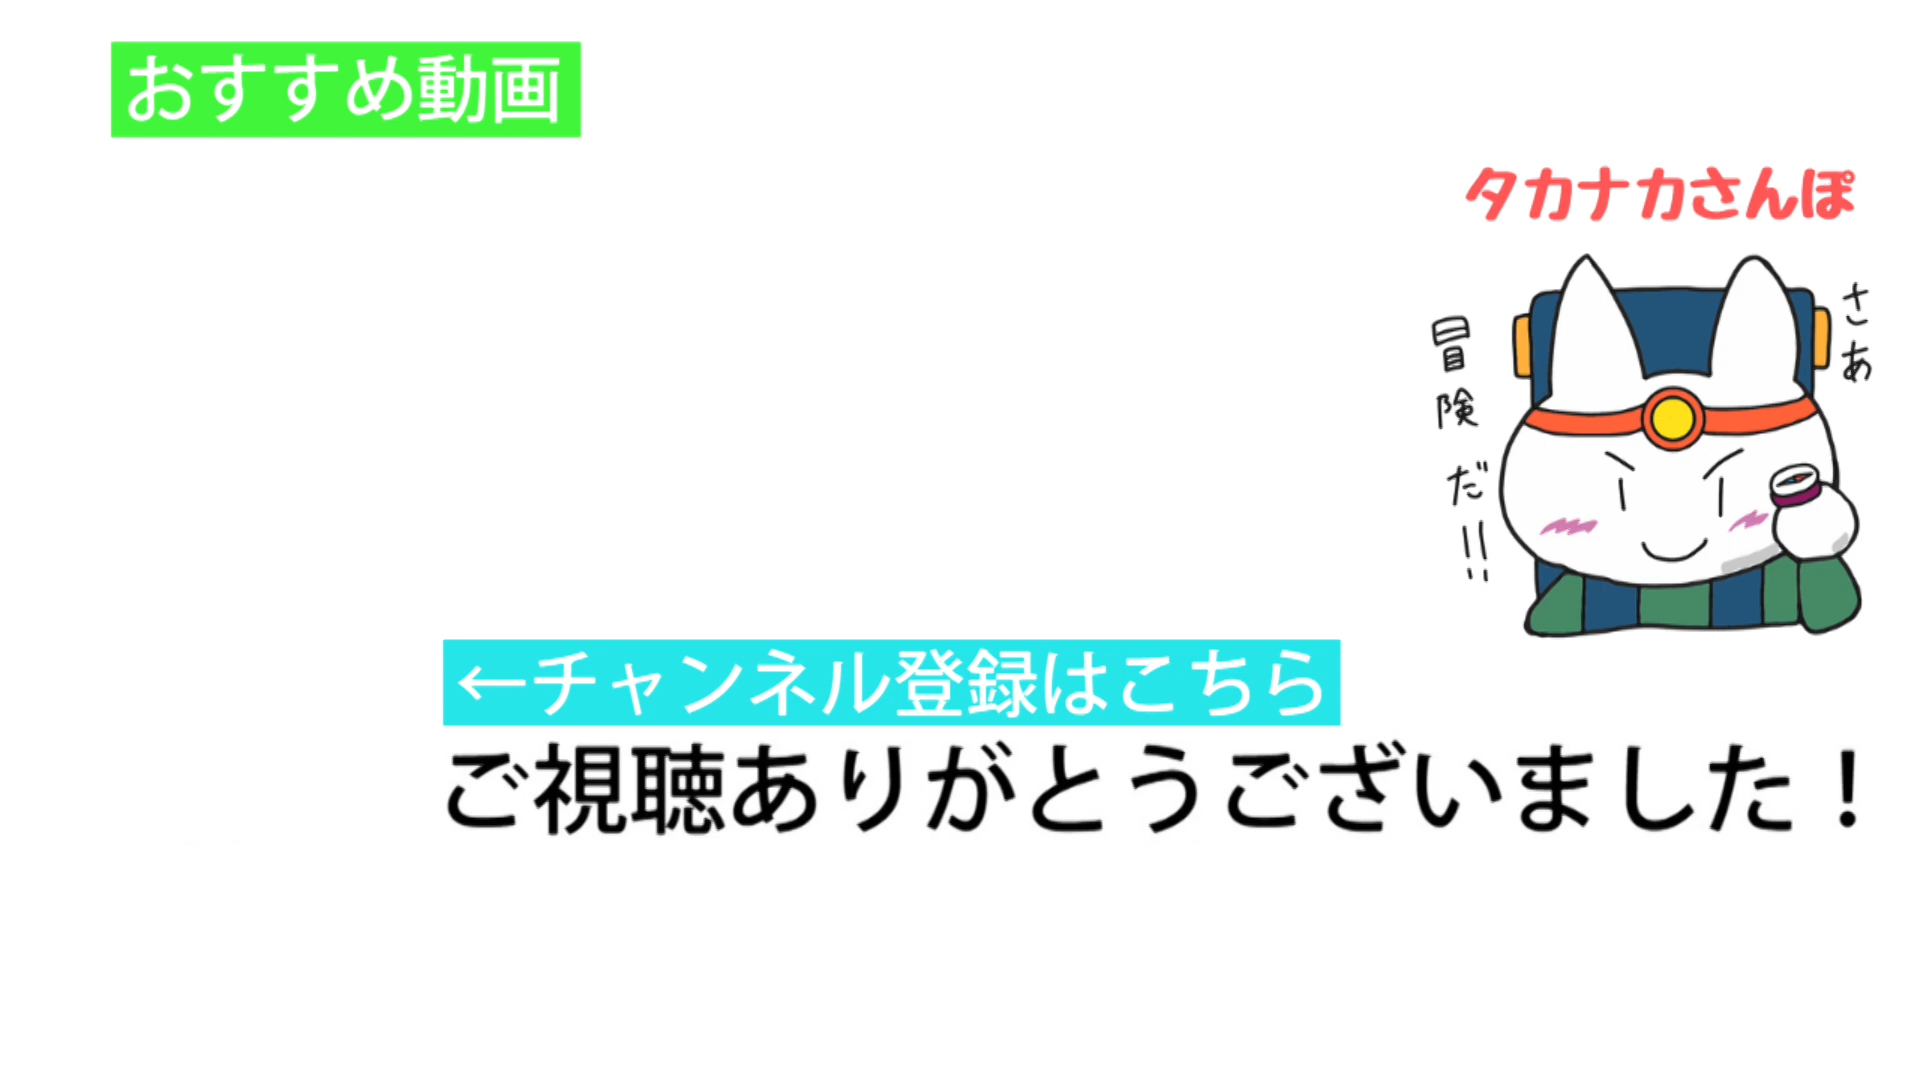 おすすめ動画
タカナカさんぽ
さあ
冒険だ!!
←チャンネル登録はこちら
ご視聴ありがとうございました！